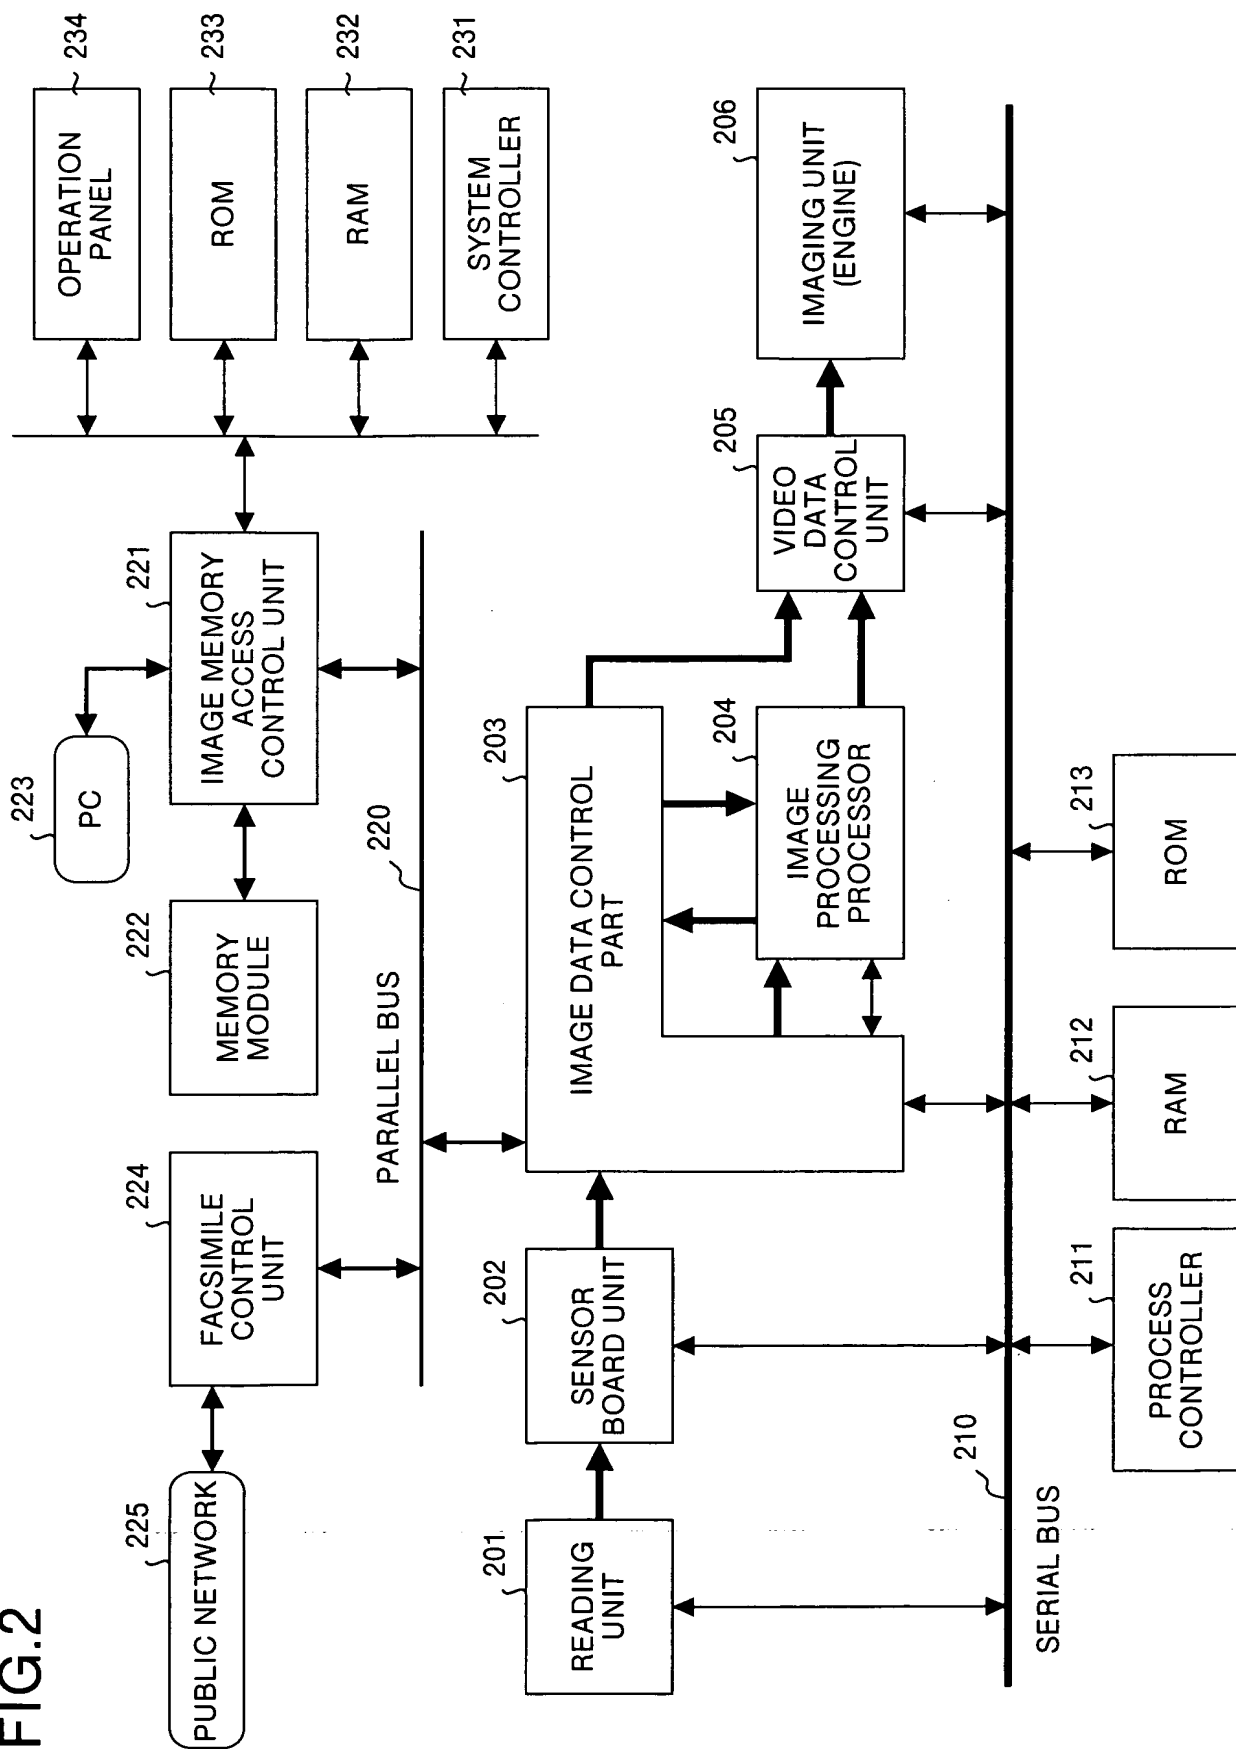 FIG.2
225
PUBLIC NETWORK
224
FACSIMILE
CONTROL
UNIT
222
MEMORY
MODULE
223
PC
221
IMAGE MEMORY
ACCESS
CONTROL UNIT
234
OPERATION
PANEL
233
ROM
232
RAM
231
SYSTEM
CONTROLLER
PARALLEL BUS
220
201
READING
UNIT
202
SENSOR
BOARD UNIT
203
IMAGE DATA CONTROL
PART
204
IMAGE
PROCESSING
PROCESSOR
205
VIDEO
DATA
CONTROL
UNIT
206
IMAGING UNIT
(ENGINE)
210
SERIAL BUS
211
PROCESS
CONTROLLER
212
RAM
213
ROM